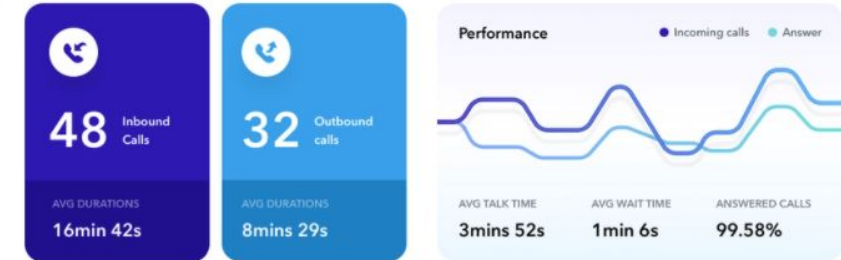 48
Inbound
Calls
AVG DURATIONS
16min 42s
32
Outbound
calls
AVG DURATIONS
8mins 29s
Performance
Incoming calls
Answer
AVG TALK TIME
AVG WAIT TIME
ANSWERED CALLS
3mins 52s
1min 6s
99.58%